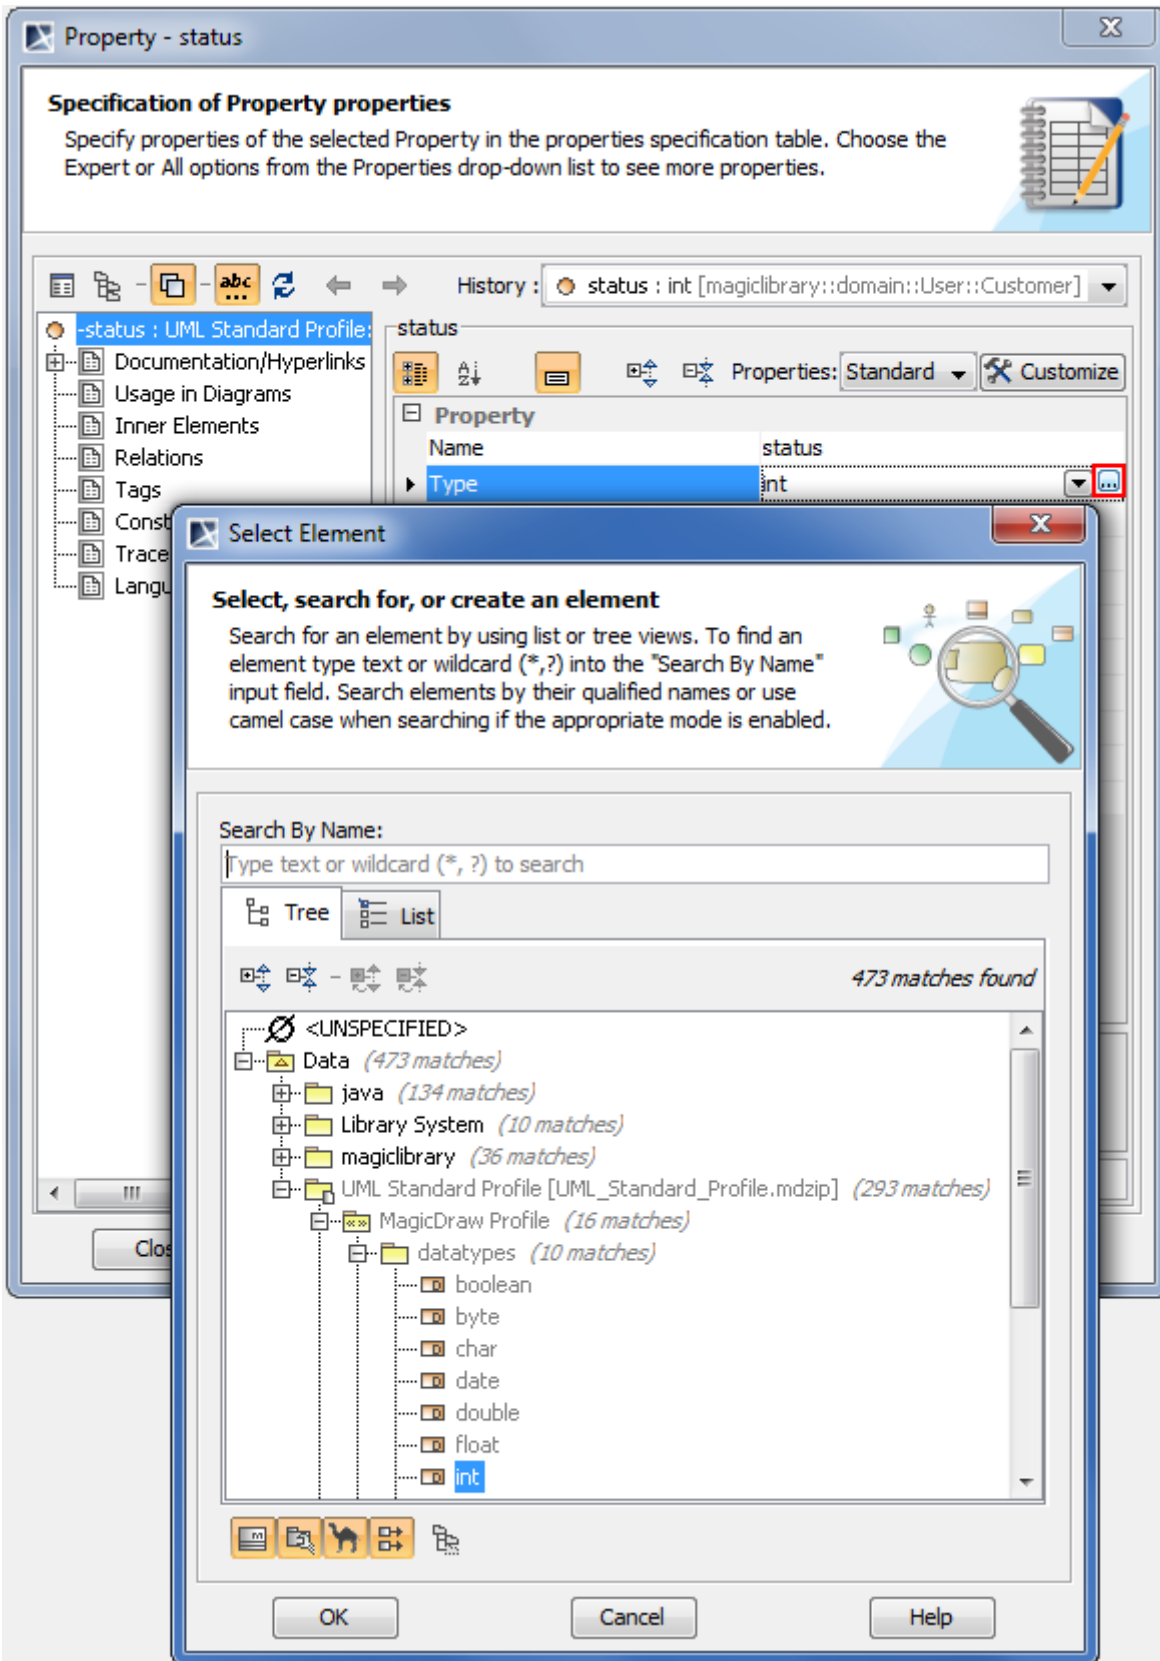 Property - status
Specification of Property properties
Specify properties of the selected Property in the properties specification table. Choose the
Expert or All options from the Properties drop-down list to see more properties.
abc
History : status : int [magiclibrary::domain::User::Customer]
-status : UML Standard Profile:
Documentation/Hyperlinks
Usage in Diagrams
Inner Elements
Relations
Tags
Const
Trace
Langu
status
Properties: Standard Customize
Property
Name status
Type int
Clos
Select Element
Select, search for, or create an element
Search for an element by using list or tree views. To find an
element type text or wildcard (*,?) into the "Search By Name"
input field. Search elements by their qualified names or use
camel case when searching if the appropriate mode is enabled.
Search By Name:
Type text or wildcard (*, ?) to search
Tree List
473 matches found
<UNSPECIFIED>
Data (473 matches)
java (134 matches)
Library System (10 matches)
magiclibrary (36 matches)
UML Standard Profile [UML_Standard_Profile.mdzip] (293 matches)
MagicDraw Profile (16 matches)
datatypes (10 matches)
boolean
byte
char
date
double
float
int
OK Cancel Help